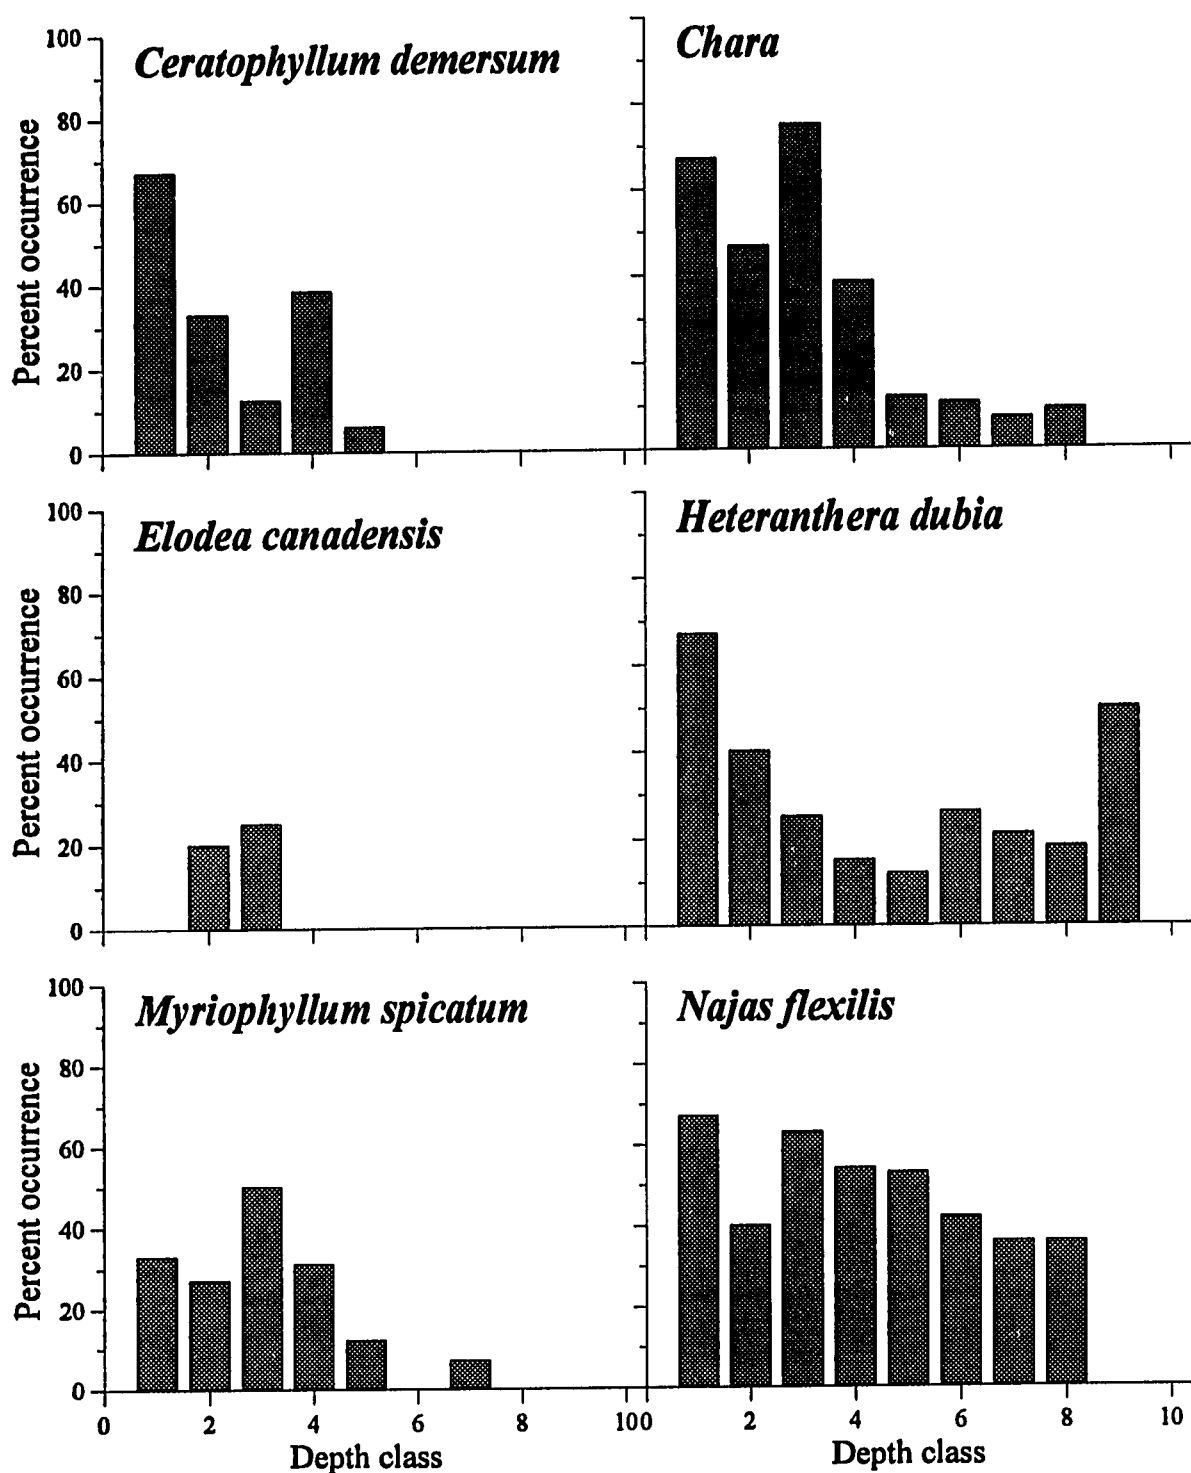 Ceratophyllum demersum
Percent occurrence
100
80
60
40
20
0
Chara
Elodea canadensis
Percent occurrence
100
80
60
40
20
0
Heteranthera dubia
Myriophyllum spicatum
Percent occurrence
100
80
60
40
20
0
0 2 4 6 8 10
Depth class
Najas flexilis
0 2 4 6 8 10
Depth class